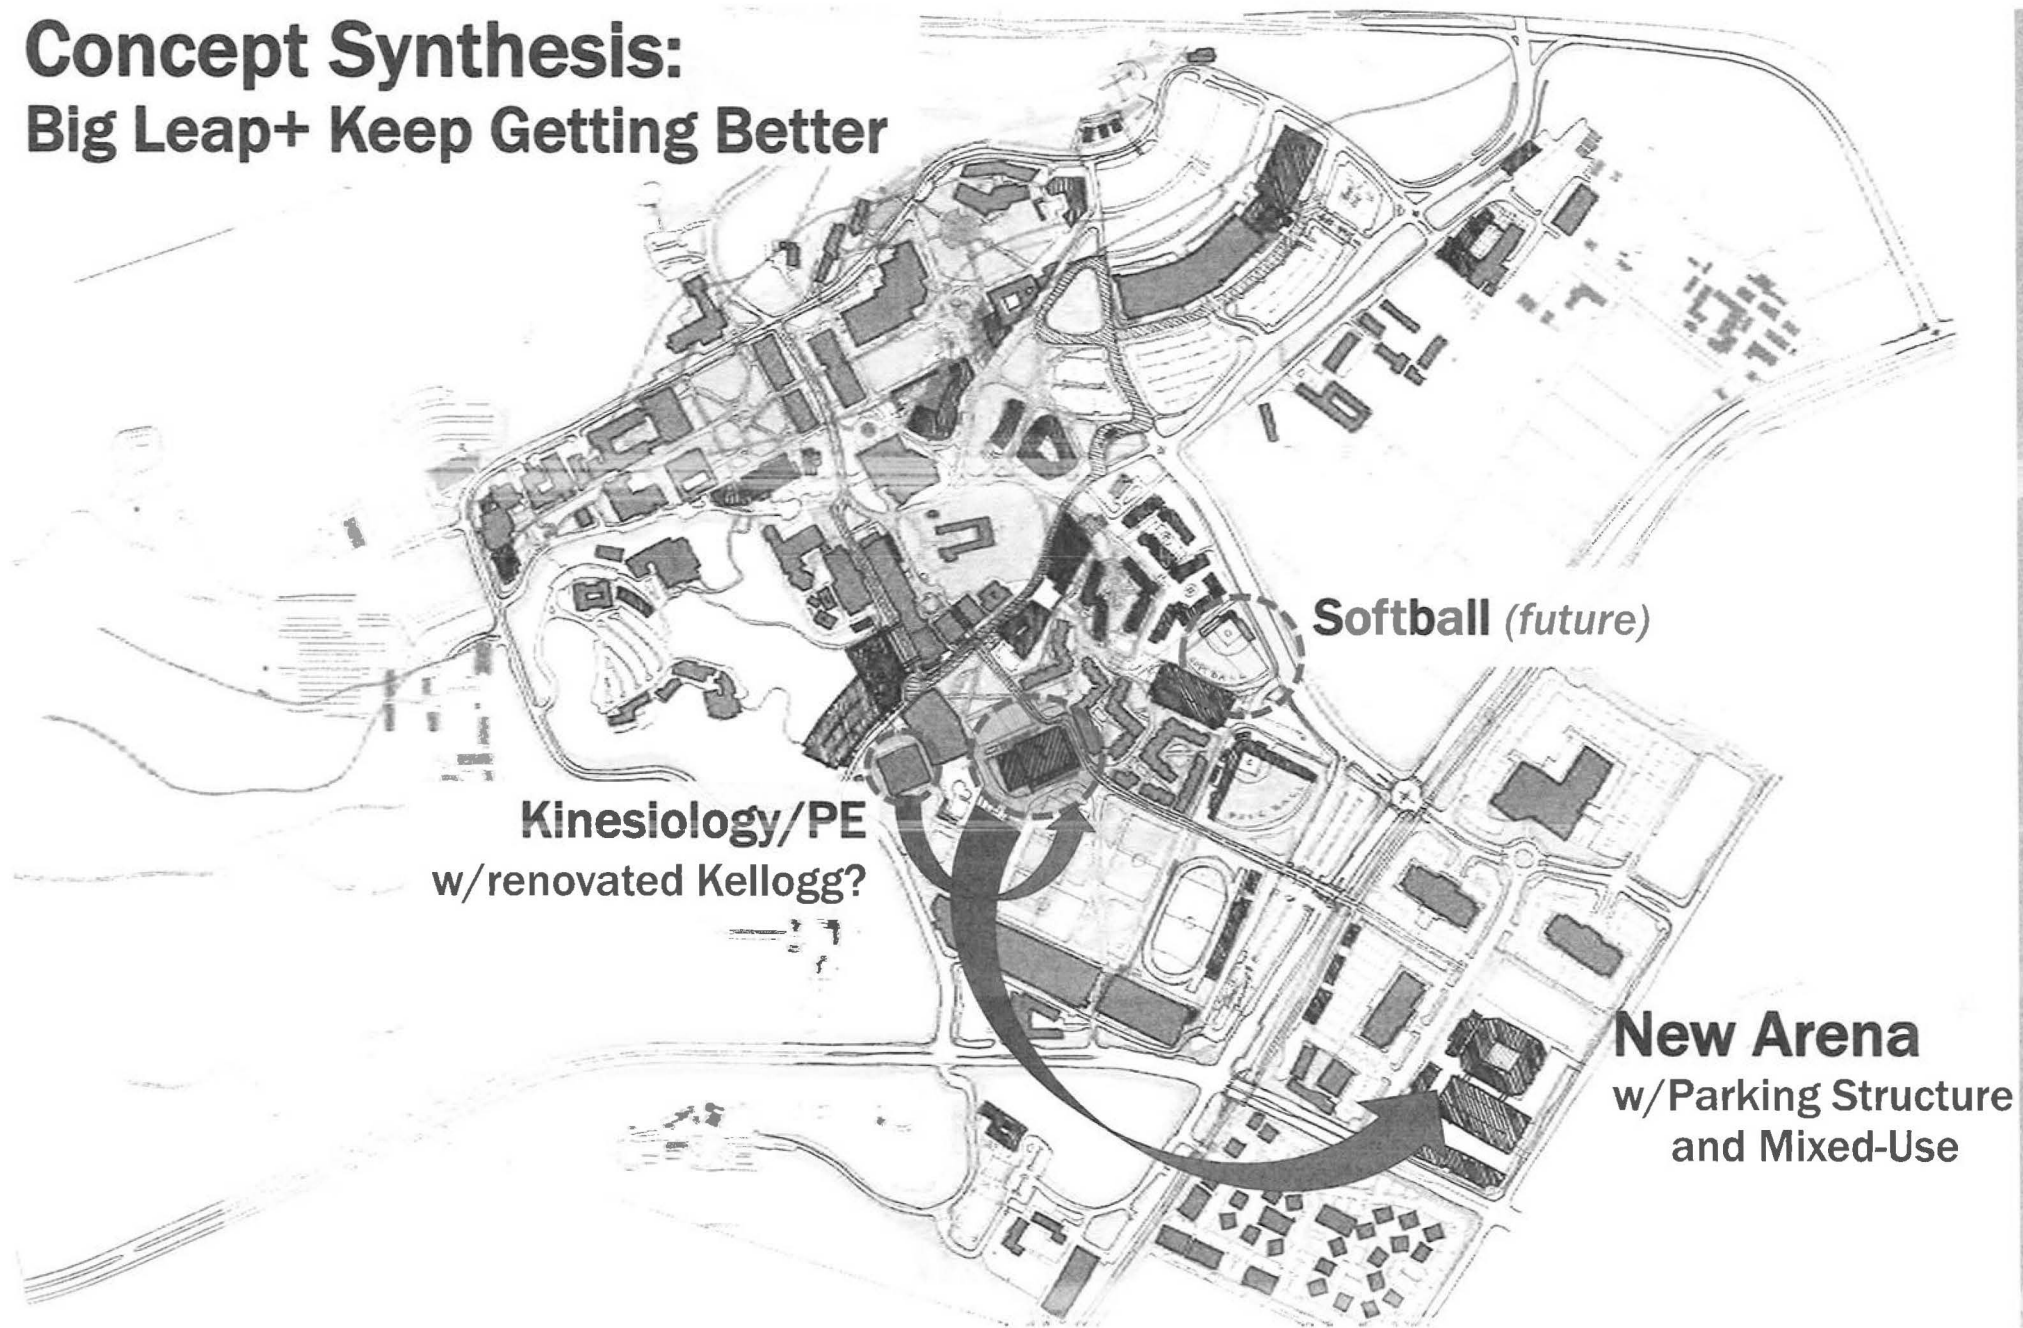 Concept Synthesis:
Big Leap+ Keep Getting Better
Softball (future)
Kinesiology/PE
w/renovated Kellogg?
New Arena
w/Parking Structure
and Mixed-Use